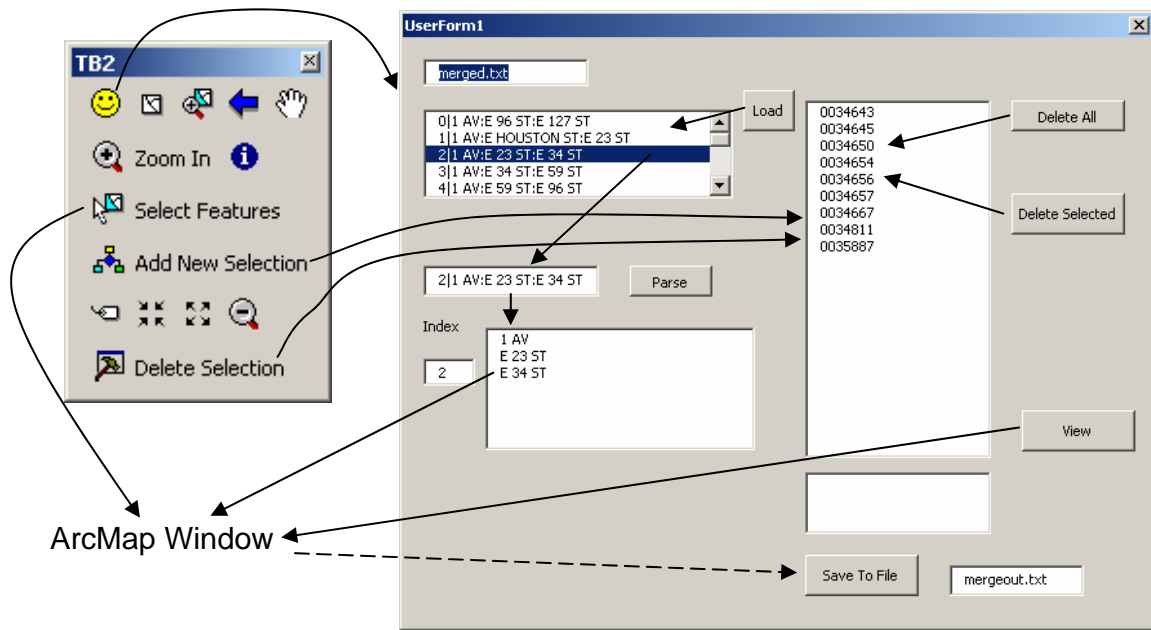 TB2
Zoom In
Select Features
Add New Selection
Delete Selection
ArcMap Window
UserForm1
merged.txt
Load
0|1 AV:E 96 ST:E 127 ST
1|1 AV:E HOUSTON ST:E 23 ST
2|1 AV:E 23 ST:E 34 ST
3|1 AV:E 34 ST:E 59 ST
4|1 AV:E 59 ST:E 96 ST
2|1 AV:E 23 ST:E 34 ST
Parse
Index
2
1 AV
E 23 ST
E 34 ST
0034643
0034645
0034650
0034654
0034656
0034657
0034667
0034811
0035887
Delete All
Delete Selected
View
Save To File
mergeout.txt